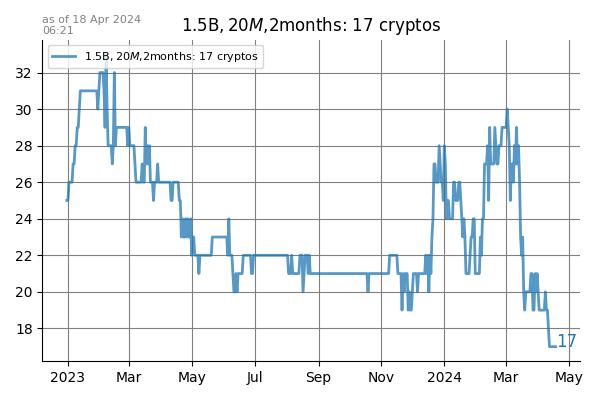 as of 18 Apr 2024
06:21
1.5B, 20M,2months: 17 cryptos
1.5B, 20M,2months: 17 cryptos
32
30
28
26
24
22
20
18
17
2023 Mar May Jul Sep Nov 2024 Mar May